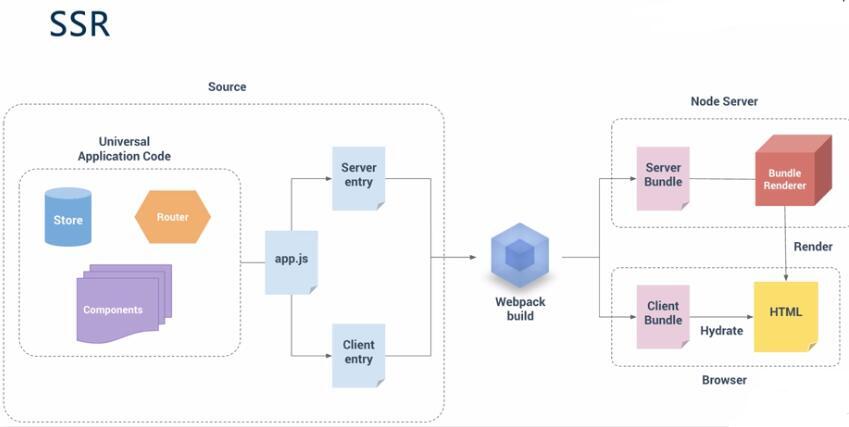 SSR
Source
Node Server
Universal
Application Code
Store
Router
Components
app.js
Server
entry
Client
entry
Webpack
build
Server
Bundle
Bundle
Renderer
Render
Client
Bundle
Hydrate
HTML
Browser